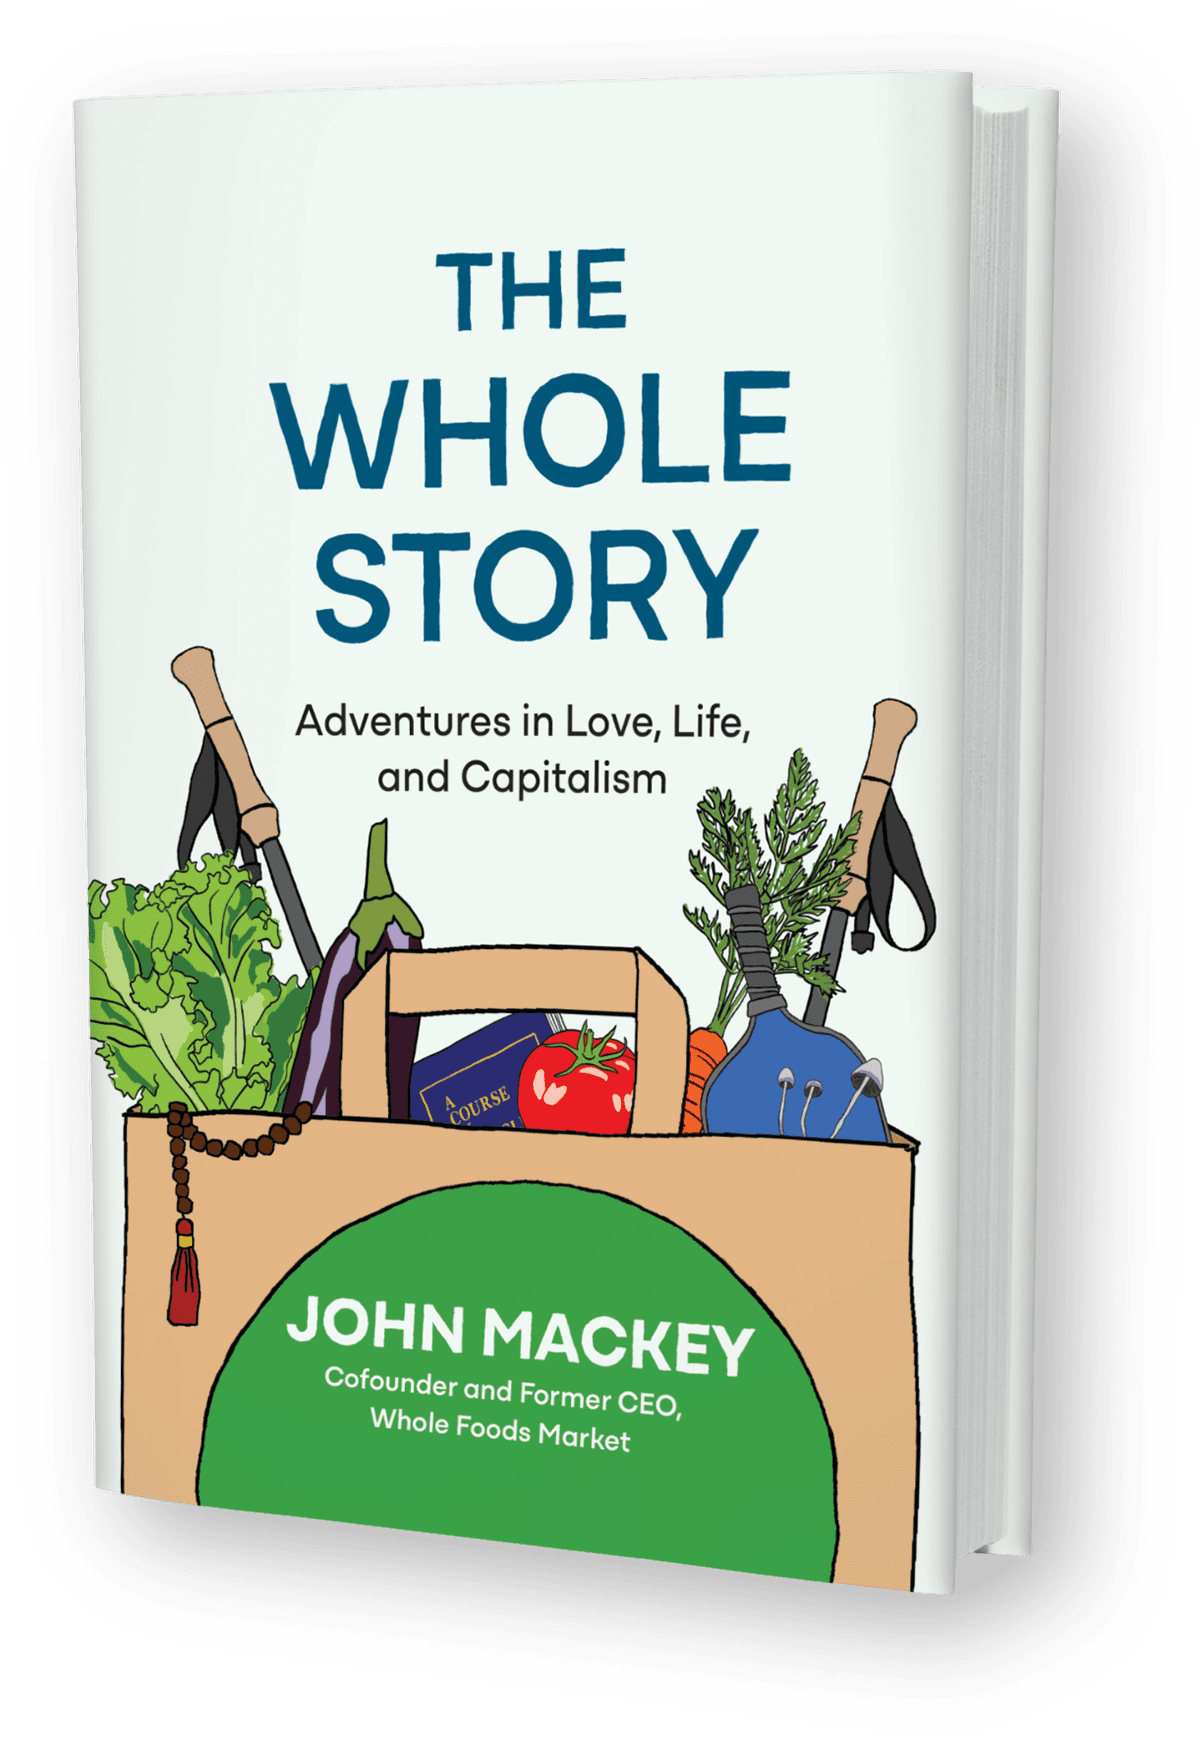 THE
WHOLE
STORY
Adventures in Love, Life,
and Capitalism
A
COURSE
JOHN MACKEY
Cofounder and Former CEO,
Whole Foods Market